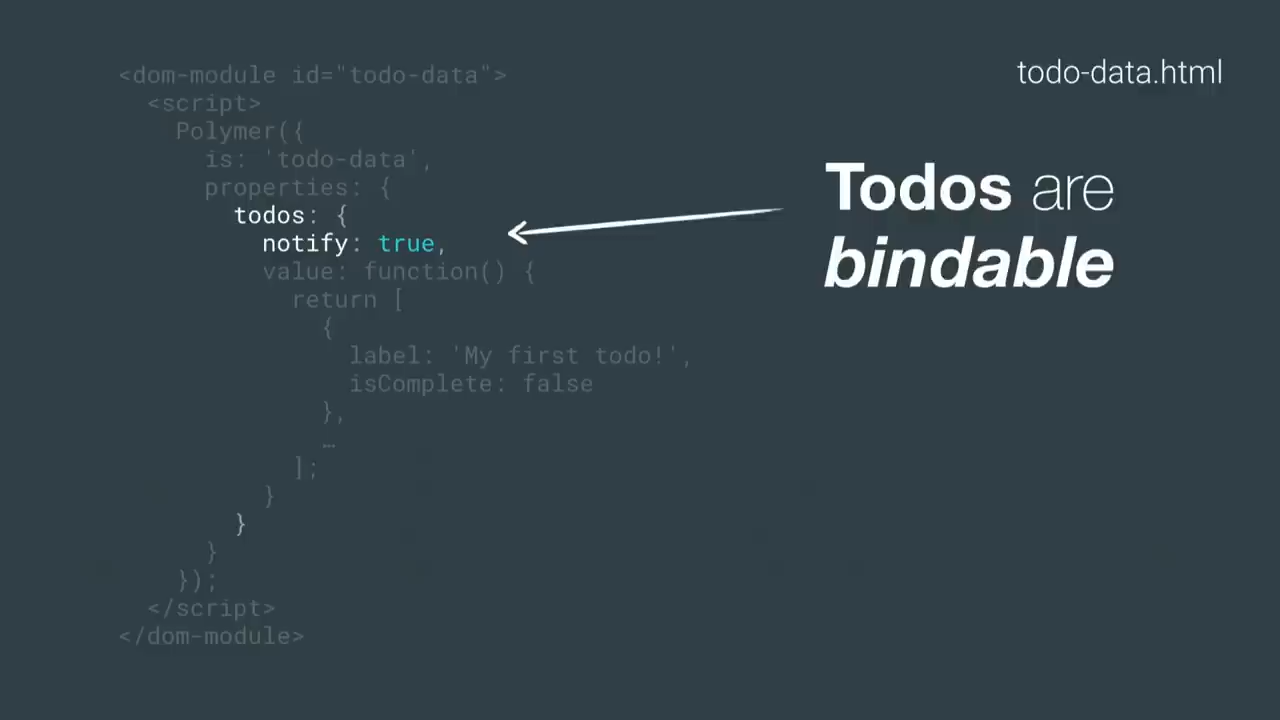 <dom-module id="todo-data">
  <script>
    Polymer({
      is: 'todo-data',
      properties: {
        todos: {
          notify: true,
          value: function() {
            return [
              {
                label: 'My first todo!',
                isComplete: false
              },
              …
            ];
          }
        }
      }
    });
  </script>
</dom-module>
todo-data.html
Todos are
bindable